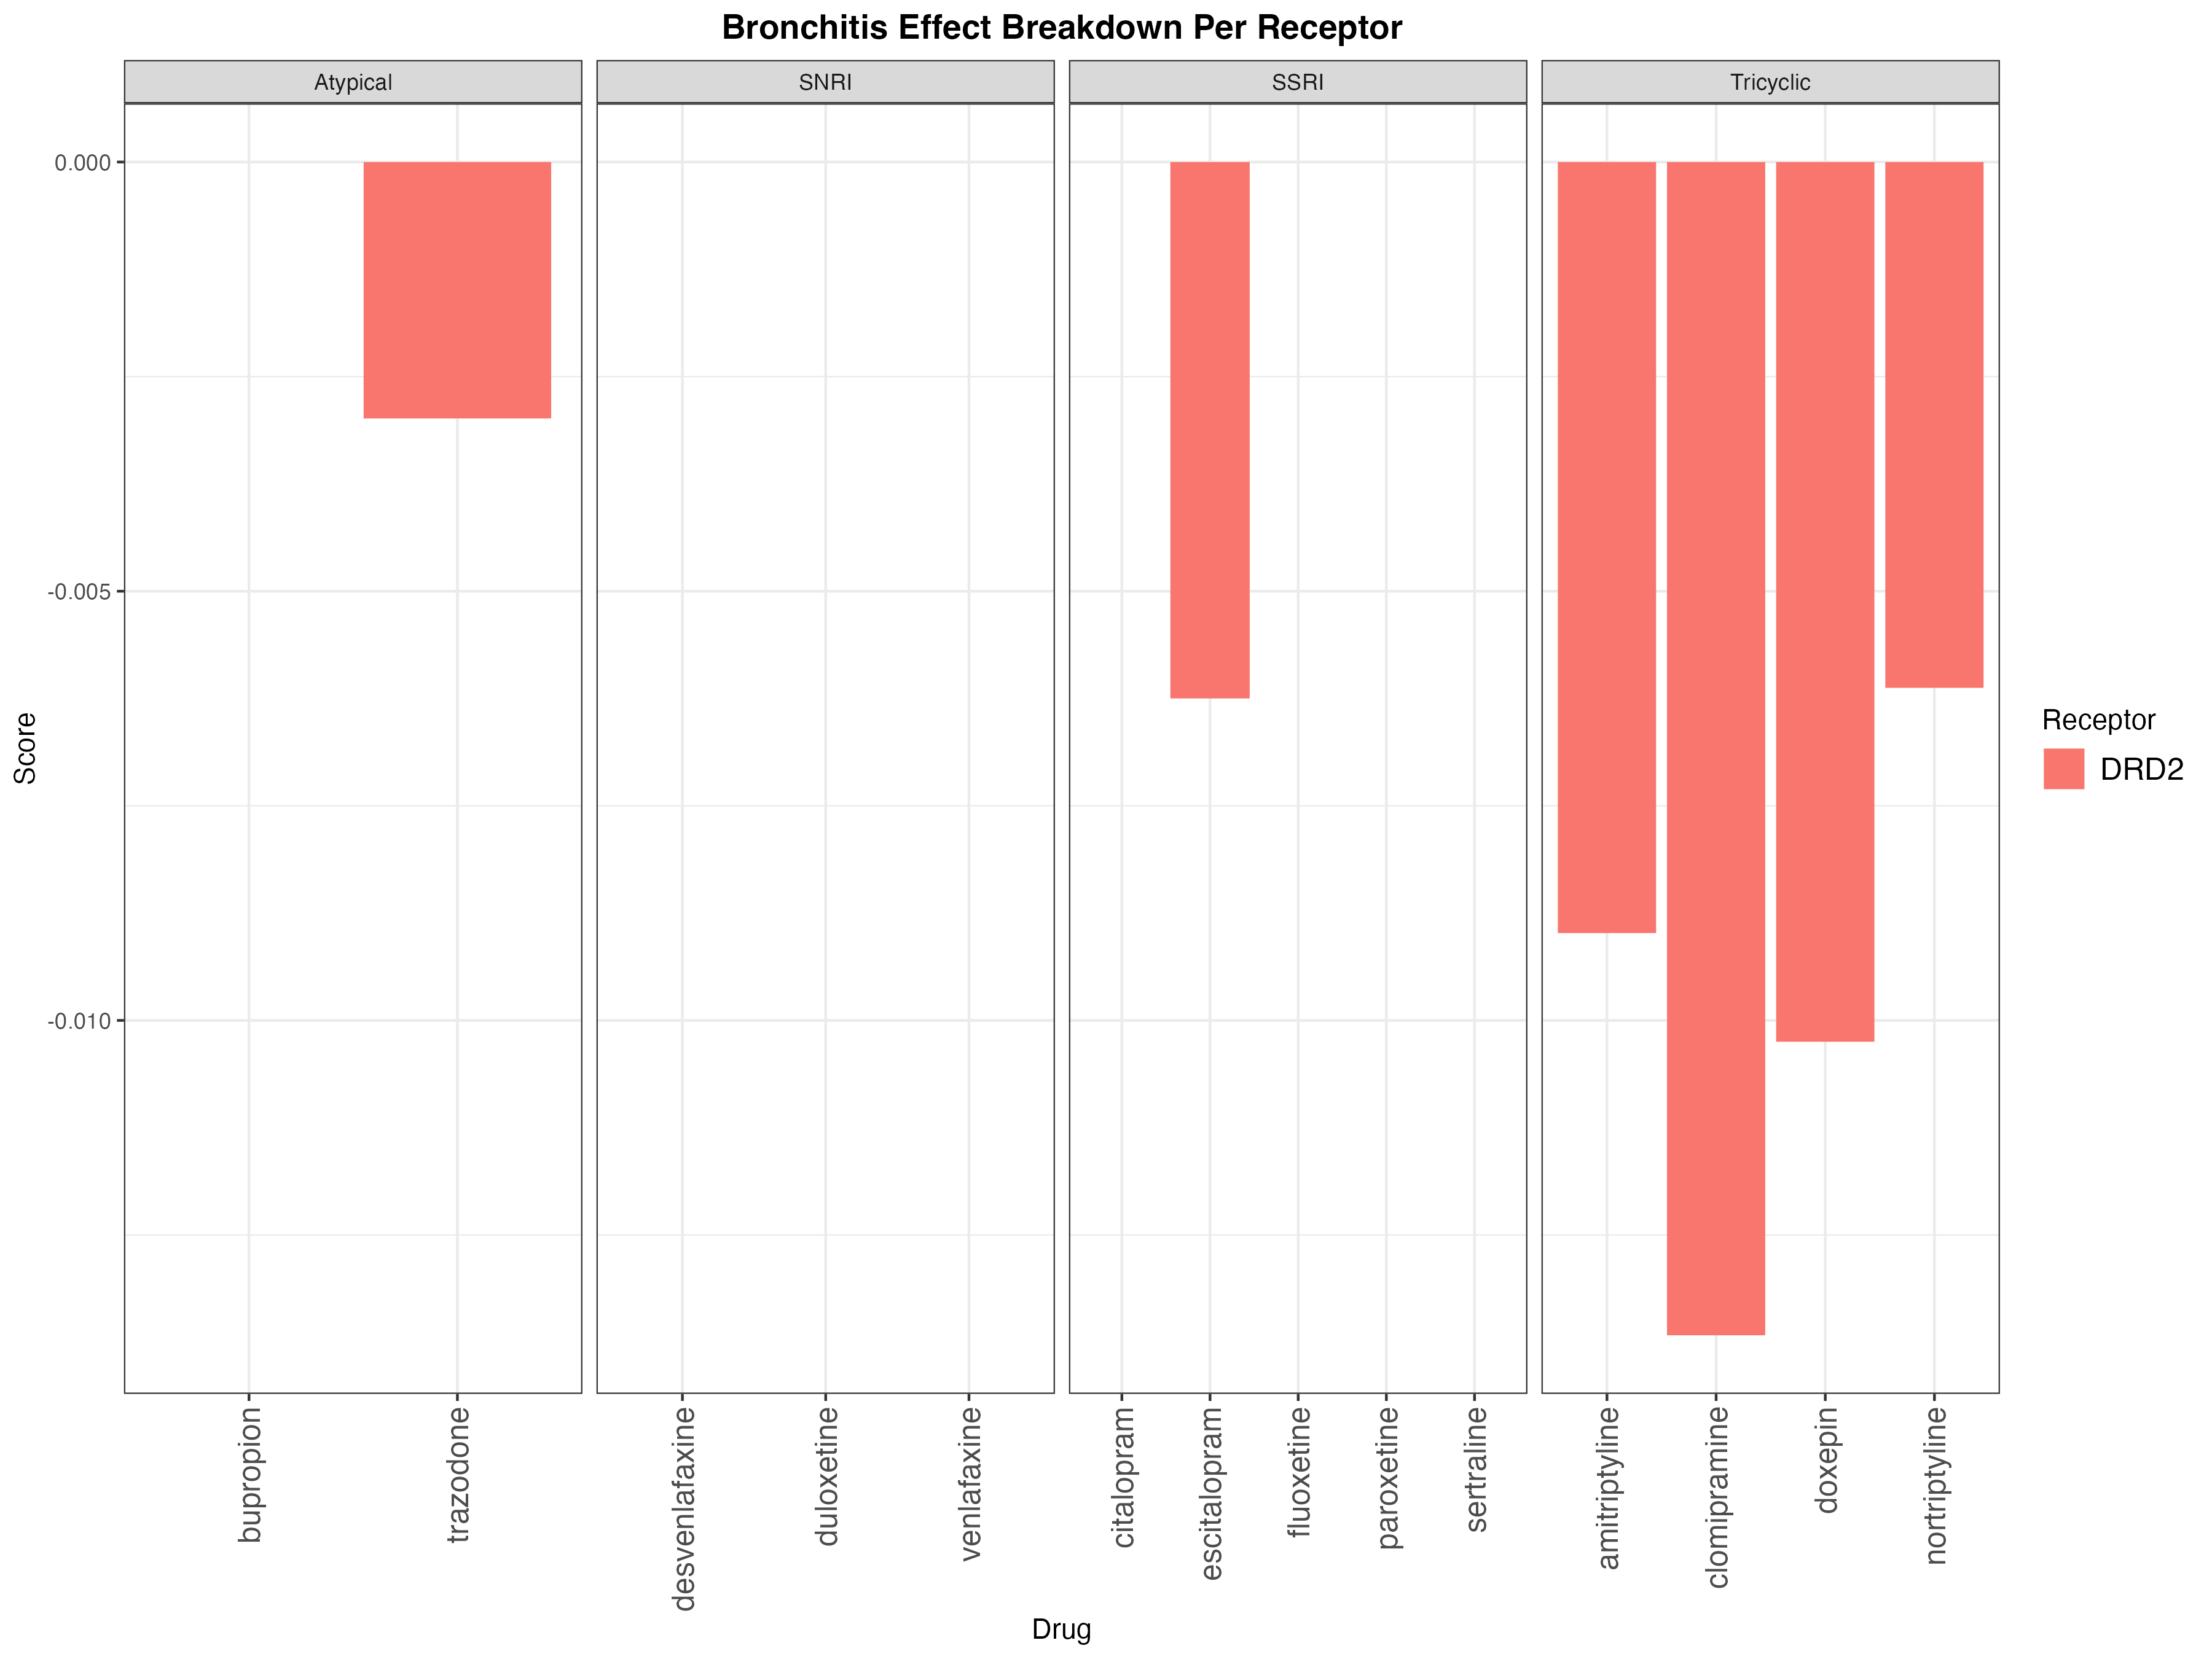 Bronchitis Effect Breakdown Per Receptor
Atypical
SNRI
SSRI
Tricyclic
0.000
-0.005
-0.010
Score
bupropion
trazodone
desvenlafaxine
duloxetine
venlafaxine
citalopram
escitalopram
fluoxetine
paroxetine
sertraline
amitriptyline
clomipramine
doxepin
nortriptyline
Drug
Receptor
DRD2